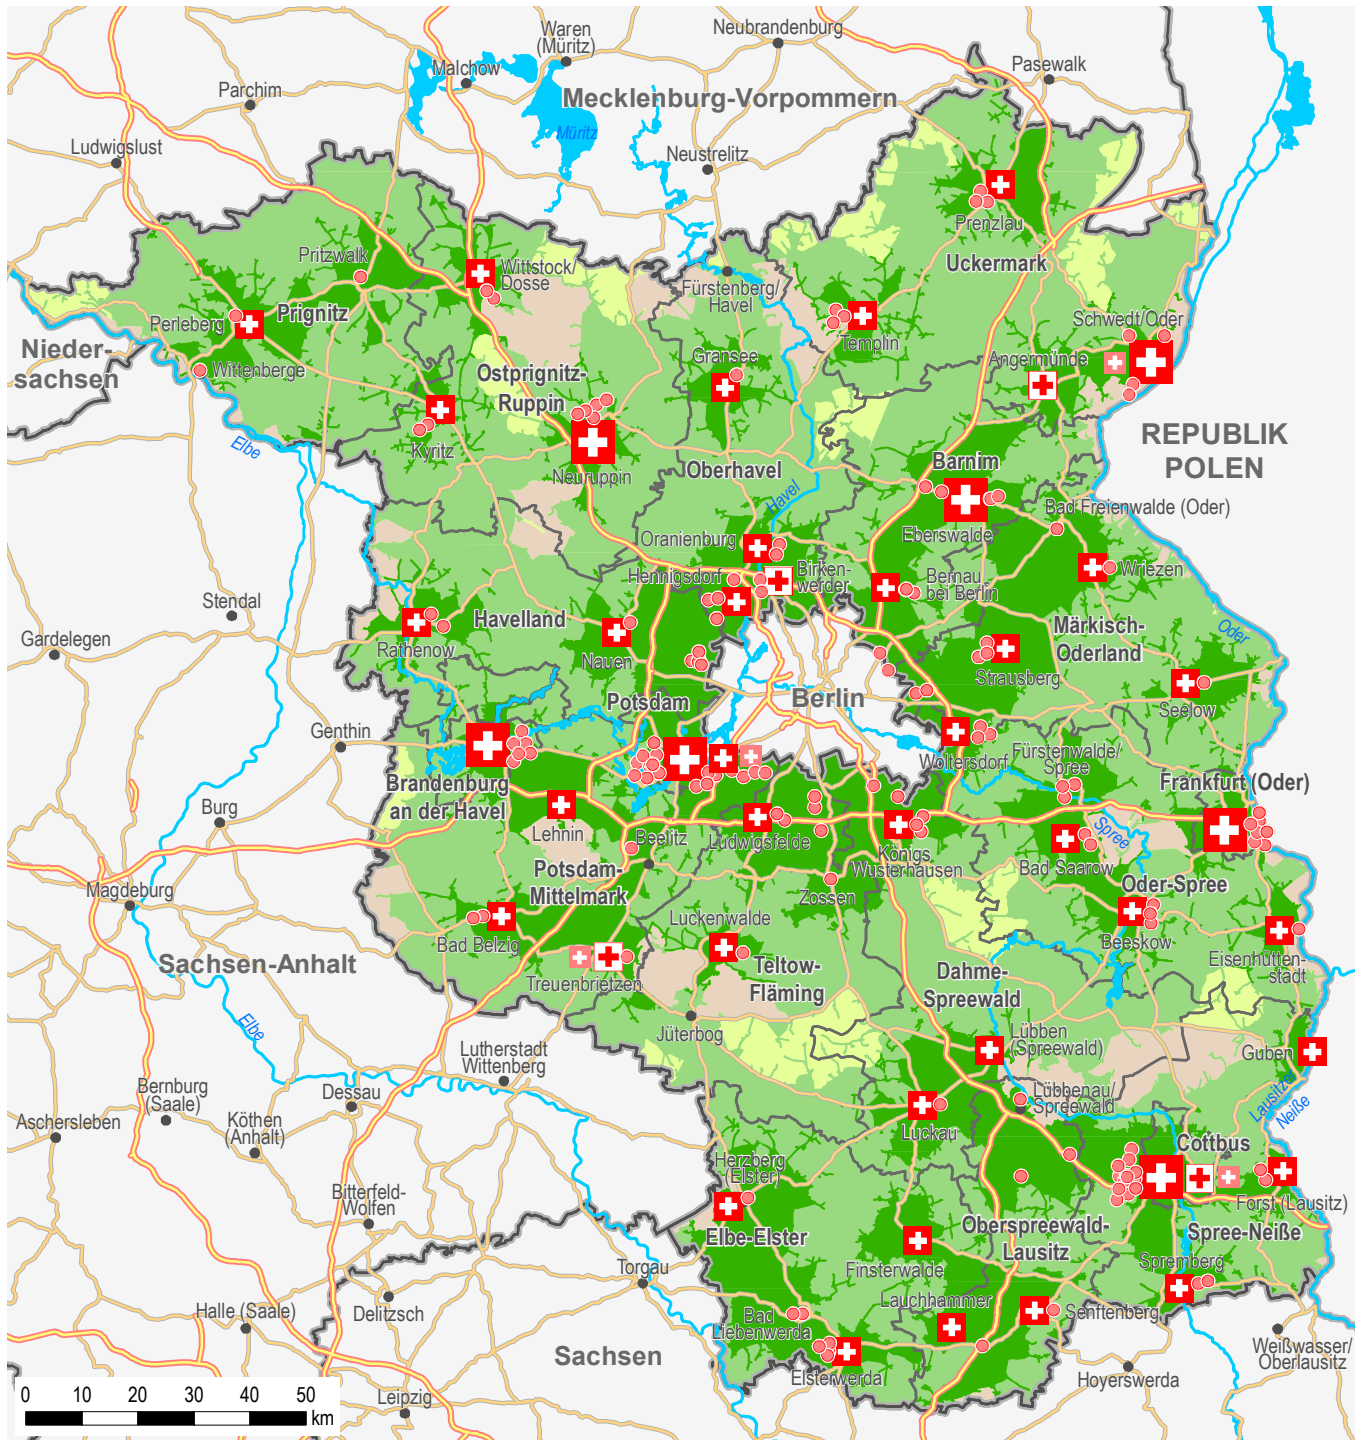 Waren
(Müritz)
Neubrandenburg
Malchow
Pasewalk
Parchim
Mecklenburg-Vorpommern
Müritz
Ludwigslust
Neustrelitz
Prenzlau
Pritzwalk
Wittstock/
Dosse
Uckermark
Fürstenberg/
Havel
Perleberg
Prignitz
Schwedt/Oder
Templin
Nieder-
sachsen
Gransee
Angermünde
Wittenberge
Ostprignitz-
Ruppin
Elbe
Kyritz
REPUBLIK
POLEN
Neuruppin
Oberhavel
Barnim
Havel
Bad Freienwalde (Oder)
Eberswalde
Oranienburg
Hennigsdorf
Birken-
werder
Bernau
bei Berlin
Wriezen
Stendal
Havelland
Märkisch-
Oderland
Oder
Gardelegen
Rathenow
Nauen
Strausberg
Seelow
Potsdam
Berlin
Genthin
Woltersdorf
Fürstenwalde/
Spree
Brandenburg
an der Havel
Frankfurt (Oder)
Burg
Lehnin
Beelitz
Ludwigsfelde
Königs
Wusterhausen
Spree
Bad Saarow
Magdeburg
Potsdam-
Mittelmark
Zossen
Oder-Spree
Luckenwalde
Bad Belzig
Beeskow
Sachsen-Anhalt
Treuenbrietzen
Teltow-
Fläming
Dahme-
Spreewald
Eisenhütten-
stadt
Elbe
Jüterbog
Lübben
(Spreewald)
Guben
Lutherstadt
Wittenberg
Bernburg
(Saale)
Dessau
Lübbenau/
Spreewald
Lausitzer
Neiße
Aschersleben
Köthen
(Anhalt)
Luckau
Cottbus
Herzberg
(Elster)
Bitterfeld-
Wolfen
Forst (Lausitz)
Elbe-Elster
Oberspreewald-
Lausitz
Spree-Neiße
Finsterwalde
Spremberg
Torgau
Lauchhammer
Senftenberg
Halle (Saale)
Delitzsch
Bad
Liebenwerda
Weißwasser/
Oberlausitz
Sachsen
Elsterwerda
Hoyerswerda
Leipzig
0 10 20 30 40 50
km